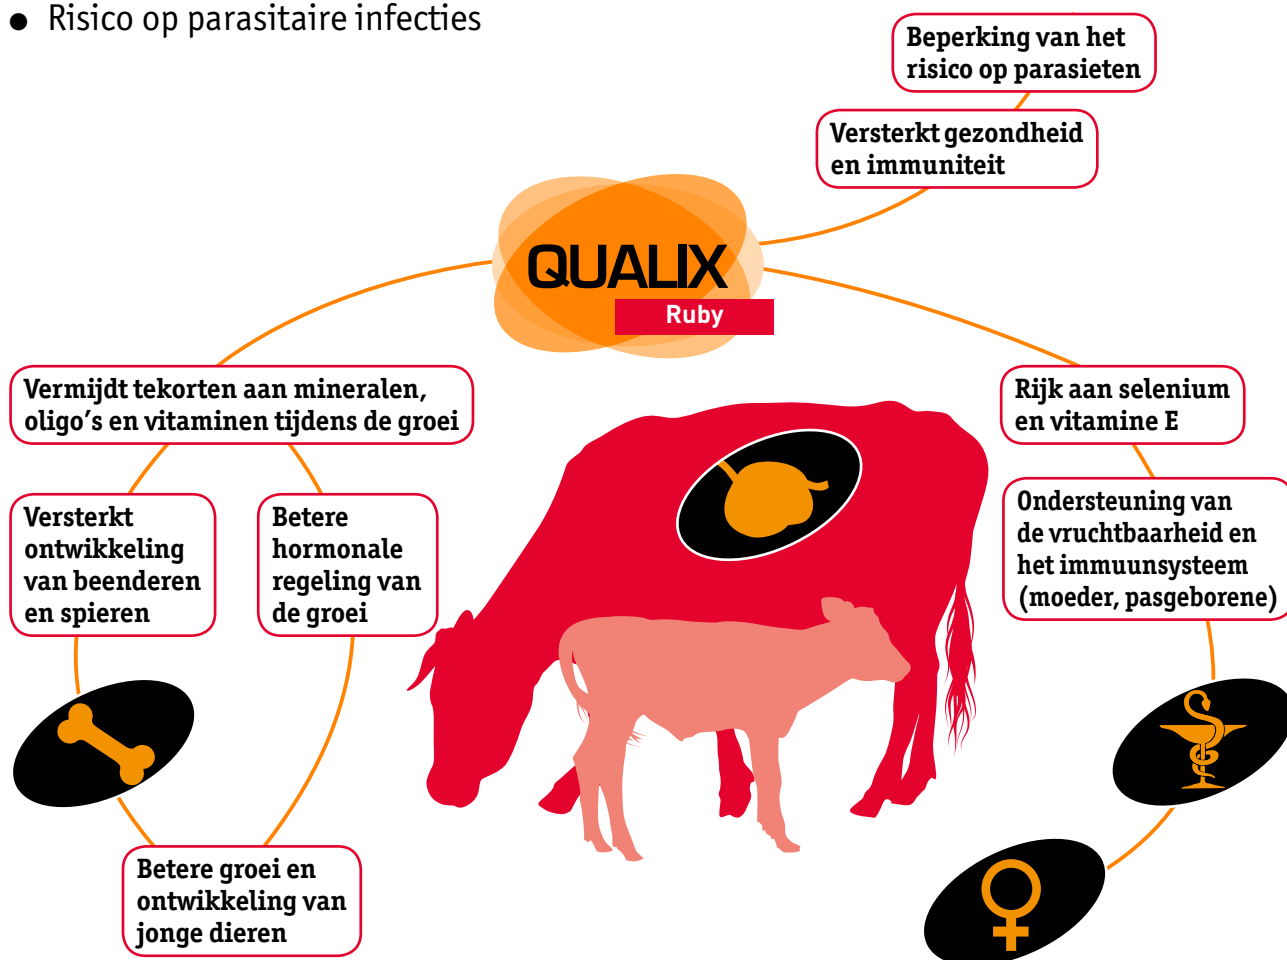 ● Risico op parasitaire infecties
Beperking van het
risico op parasieten
Versterkt gezondheid
en immuniteit
QUALIX
Ruby
Vermijdt tekorten aan mineralen,
oligo's en vitaminen tijdens de groei
Rijk aan selenium
en vitamine E
Versterkt
ontwikkeling
van beenderen
en spieren
Betere
hormonale
regeling van
de groei
Ondersteuning van
de vruchtbaarheid en
het immuunsysteem
(moeder, pasgeborene)
Betere groei en
ontwikkeling van
jonge dieren